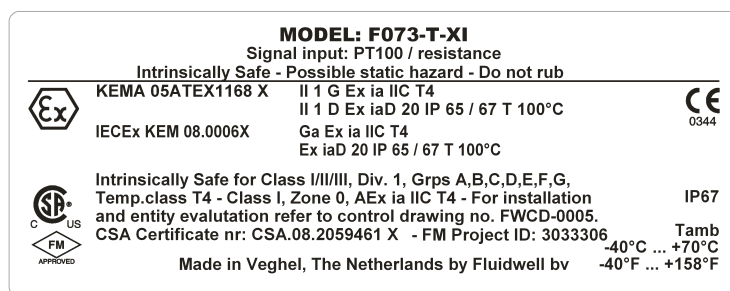 MODEL: F073-T-XI
Signal input: PT100 / resistance
Intrinsically Safe - Possible static hazard - Do not rub
KEMA 05ATEX1168 X II 1 G Ex ia IIC T4
II 1 D Ex iaD 20 IP 65 / 67 T 100°C
Ex
CE
0344
IECEx KEM 08.0006X Ga Ex ia IIC T4
Ex iaD 20 IP 65 / 67 T 100°C
Intrinsically Safe for Class I/II/III, Div. 1, Grps A,B,C,D,E,F,G,
Temp.class T4 - Class I, Zone 0, AEx ia IIC T4 - For installation IP67
and entity evalutation refer to control drawing no. FWCD-0005.
CSA Certificate nr: CSA.08.2059461 X - FM Project ID: 3033306 Tamb
-40°C ... +70°C
Made in Veghel, The Netherlands by Fluidwell bv -40°F ... +158°F
SA ®
C US
FM
APPROVED